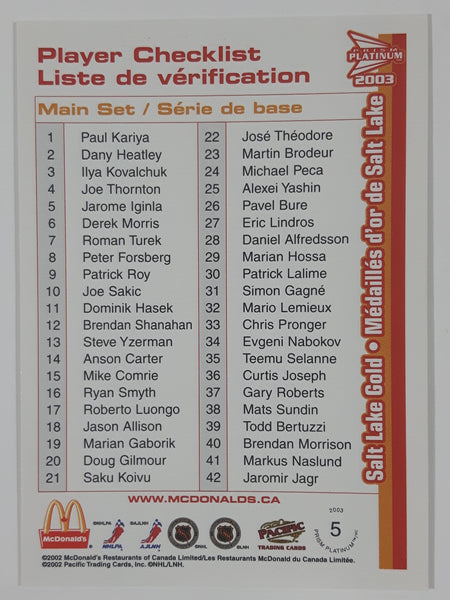 Player Checklist
Liste de vérification
PRISM
PLATINUM
2003
Main Set / Série de base
1 Paul Kariya
2 Dany Heatley
3 Ilya Kovalchuk
4 Joe Thornton
5 Jarome Iginla
6 Derek Morris
7 Roman Turek
8 Peter Forsberg
9 Patrick Roy
10 Joe Sakic
11 Dominik Hasek
12 Brendan Shanahan
13 Steve Yzerman
14 Anson Carter
15 Mike Comrie
16 Ryan Smyth
17 Roberto Luongo
18 Jason Allison
19 Marian Gaborik
20 Doug Gilmour
21 Saku Koivu
22 José Théodore
23 Martin Brodeur
24 Michael Peca
25 Alexei Yashin
26 Pavel Bure
27 Eric Lindros
28 Daniel Alfredsson
29 Marian Hossa
30 Patrick Lalime
31 Simon Gagné
32 Mario Lemieux
33 Chris Pronger
34 Evgeni Nabokov
35 Teemu Selanne
36 Curtis Joseph
37 Gary Roberts
38 Mats Sundin
39 Todd Bertuzzi
40 Brendan Morrison
41 Markus Naslund
42 Jaromir Jagr
Salt Lake Gold • Médaillés d'or de Salt Lake
WWW.MCDONALDS.CA
McDonald's
©NHLPA
NHLPA
©AJLNH
AJLNH
©NHL
©LNH
PACIFIC
TRADING CARDS
2003
5
PRISM PLATINUM
©2002 McDonald's Restaurants of Canada Limited/Les Restaurants McDonald du Canada Limitée.
©2002 Pacific Trading Cards, Inc. ©NHL/LNH.